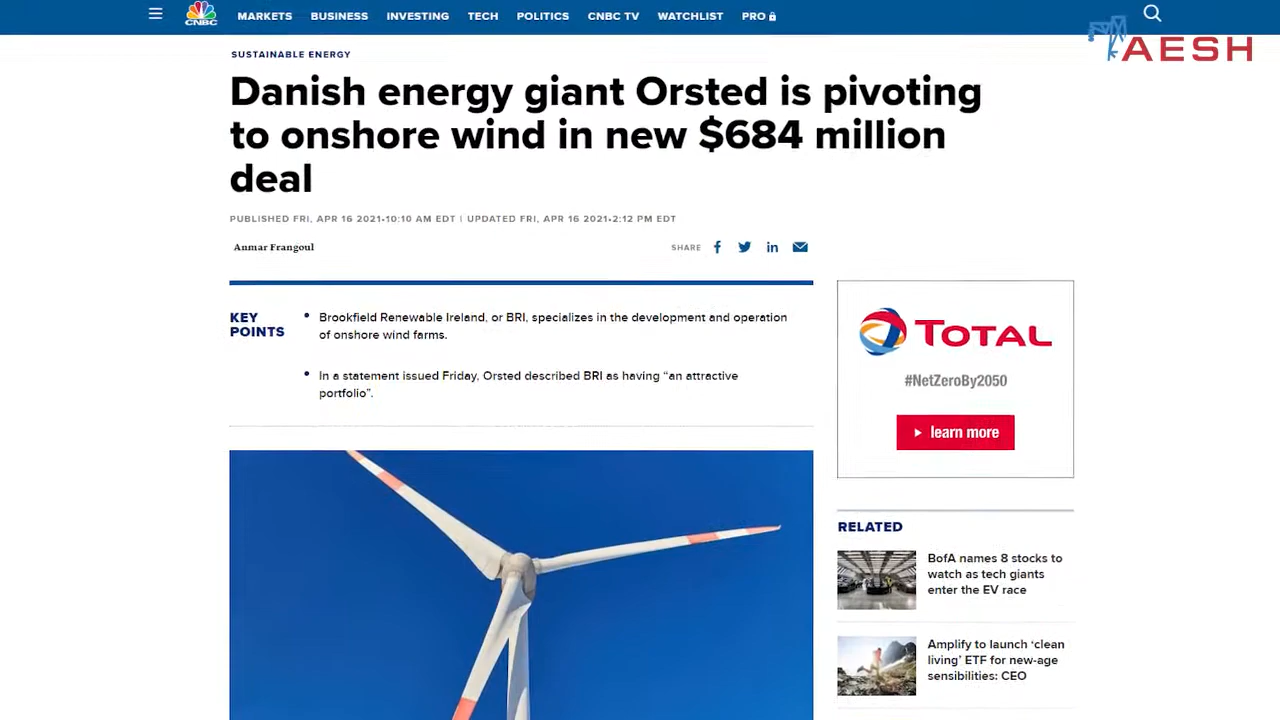 CNBC
MARKETS BUSINESS INVESTING TECH POLITICS CNBC TV WATCHLIST PRO
AESH
SUSTAINABLE ENERGY
Danish energy giant Orsted is pivoting
to onshore wind in new $684 million
deal
PUBLISHED FRI, APR 16 2021•10:10 AM EDT | UPDATED FRI, APR 16 2021•2:12 PM EDT
Anmar Frangoul
SHARE
KEY
POINTS
• Brookfield Renewable Ireland, or BRI, specializes in the development and operation
of onshore wind farms.
• In a statement issued Friday, Orsted described BRI as having “an attractive
portfolio”.
TOTAL
#NetZeroBy2050
learn more
RELATED
BofA names 8 stocks to
watch as tech giants
enter the EV race
Amplify to launch ‘clean
living’ ETF for new-age
sensibilities: CEO